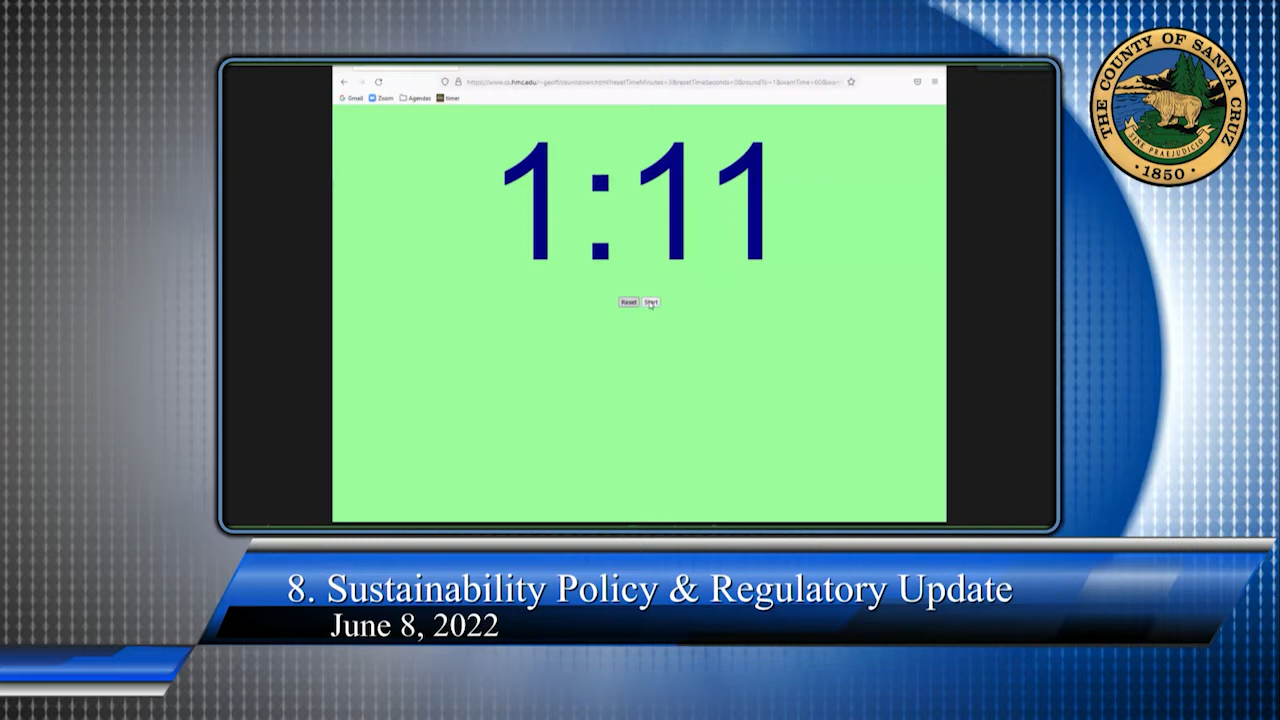 THE COUNTY OF SANTA CRUZ
SINE PRAEJUDICIO
• 1850 •
Gmail Zoom Agendas timer
1:11
Reset Start
8. Sustainability Policy & Regulatory Update
June 8, 2022